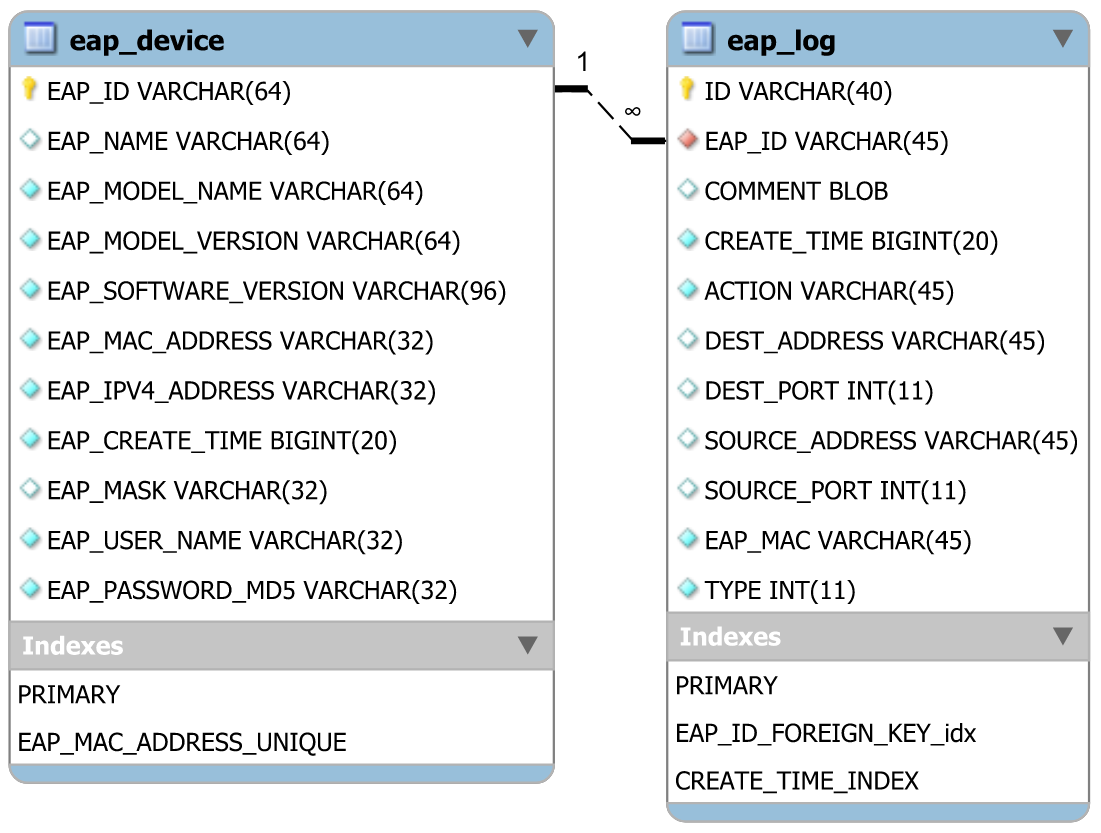 eap_device
EAP_ID VARCHAR(64)
EAP_NAME VARCHAR(64)
EAP_MODEL_NAME VARCHAR(64)
EAP_MODEL_VERSION VARCHAR(64)
EAP_SOFTWARE_VERSION VARCHAR(96)
EAP_MAC_ADDRESS VARCHAR(32)
EAP_IPV4_ADDRESS VARCHAR(32)
EAP_CREATE_TIME BIGINT(20)
EAP_MASK VARCHAR(32)
EAP_USER_NAME VARCHAR(32)
EAP_PASSWORD_MD5 VARCHAR(32)
Indexes
PRIMARY
EAP_MAC_ADDRESS_UNIQUE
1
∞
eap_log
ID VARCHAR(40)
EAP_ID VARCHAR(45)
COMMENT BLOB
CREATE_TIME BIGINT(20)
ACTION VARCHAR(45)
DEST_ADDRESS VARCHAR(45)
DEST_PORT INT(11)
SOURCE_ADDRESS VARCHAR(45)
SOURCE_PORT INT(11)
EAP_MAC VARCHAR(45)
TYPE INT(11)
Indexes
PRIMARY
EAP_ID_FOREIGN_KEY_idx
CREATE_TIME_INDEX